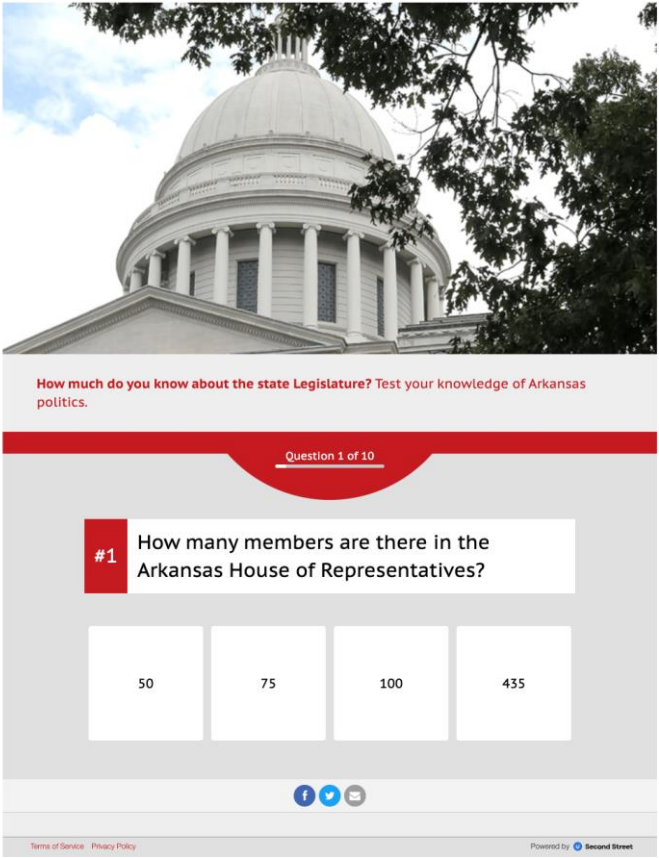 How much do you know about the state Legislature? Test your knowledge of Arkansas
politics.
Question 1 of 10
#1
How many members are there in the
Arkansas House of Representatives?
50
75
100
435
Terms of Service Privacy Policy
Powered by Second Street